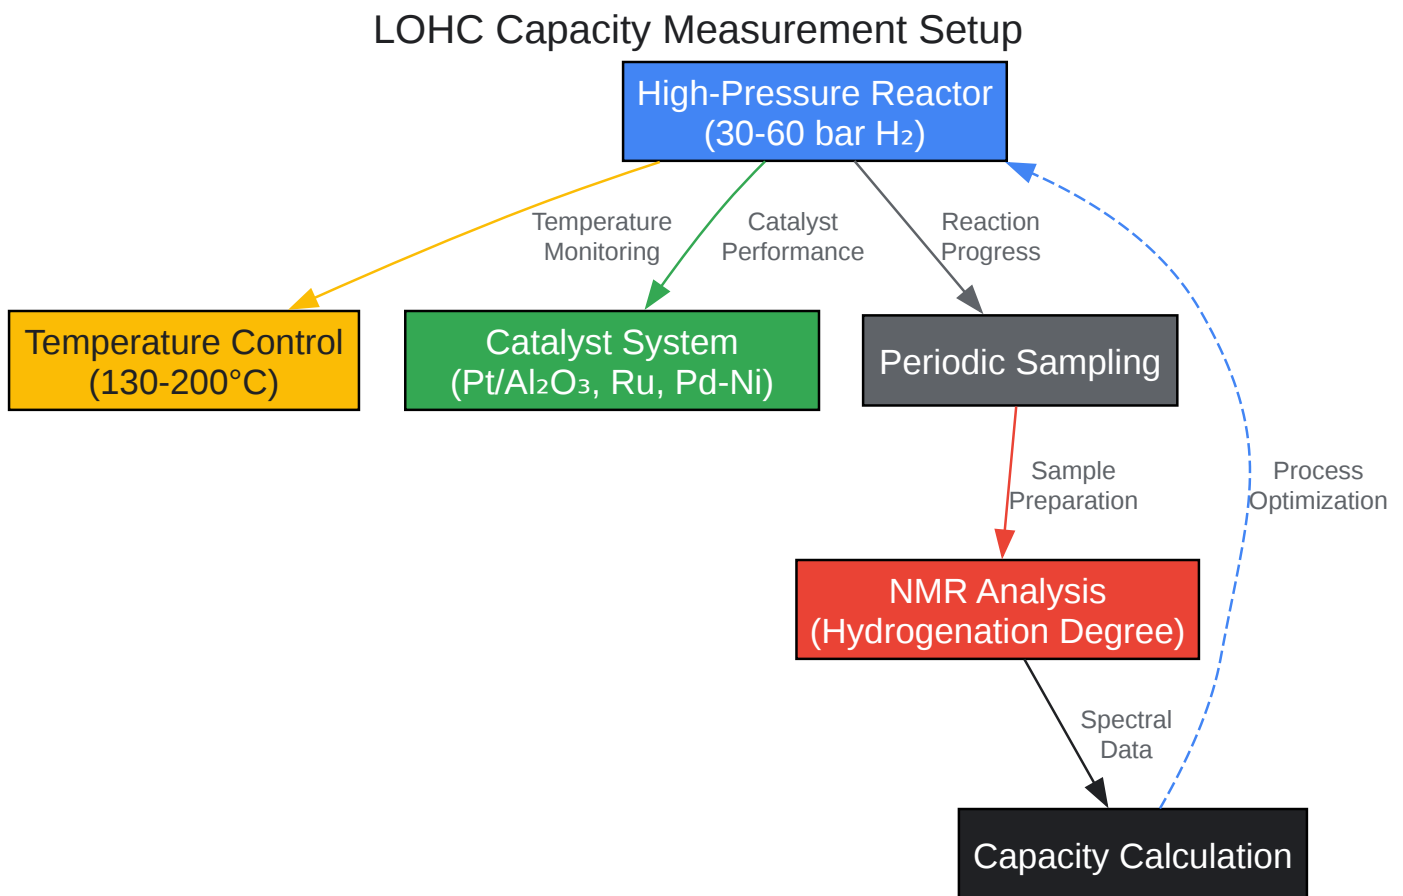 LOHC Capacity Measurement Setup
High-Pressure Reactor
(30-60 bar H₂)
Temperature
Monitoring
Catalyst
Performance
Reaction
Progress
Temperature Control
(130-200°C)
Catalyst System
(Pt/Al₂O₃, Ru, Pd-Ni)
Periodic Sampling
Sample
Preparation
Process
Optimization
NMR Analysis
(Hydrogenation Degree)
Spectral
Data
Capacity Calculation